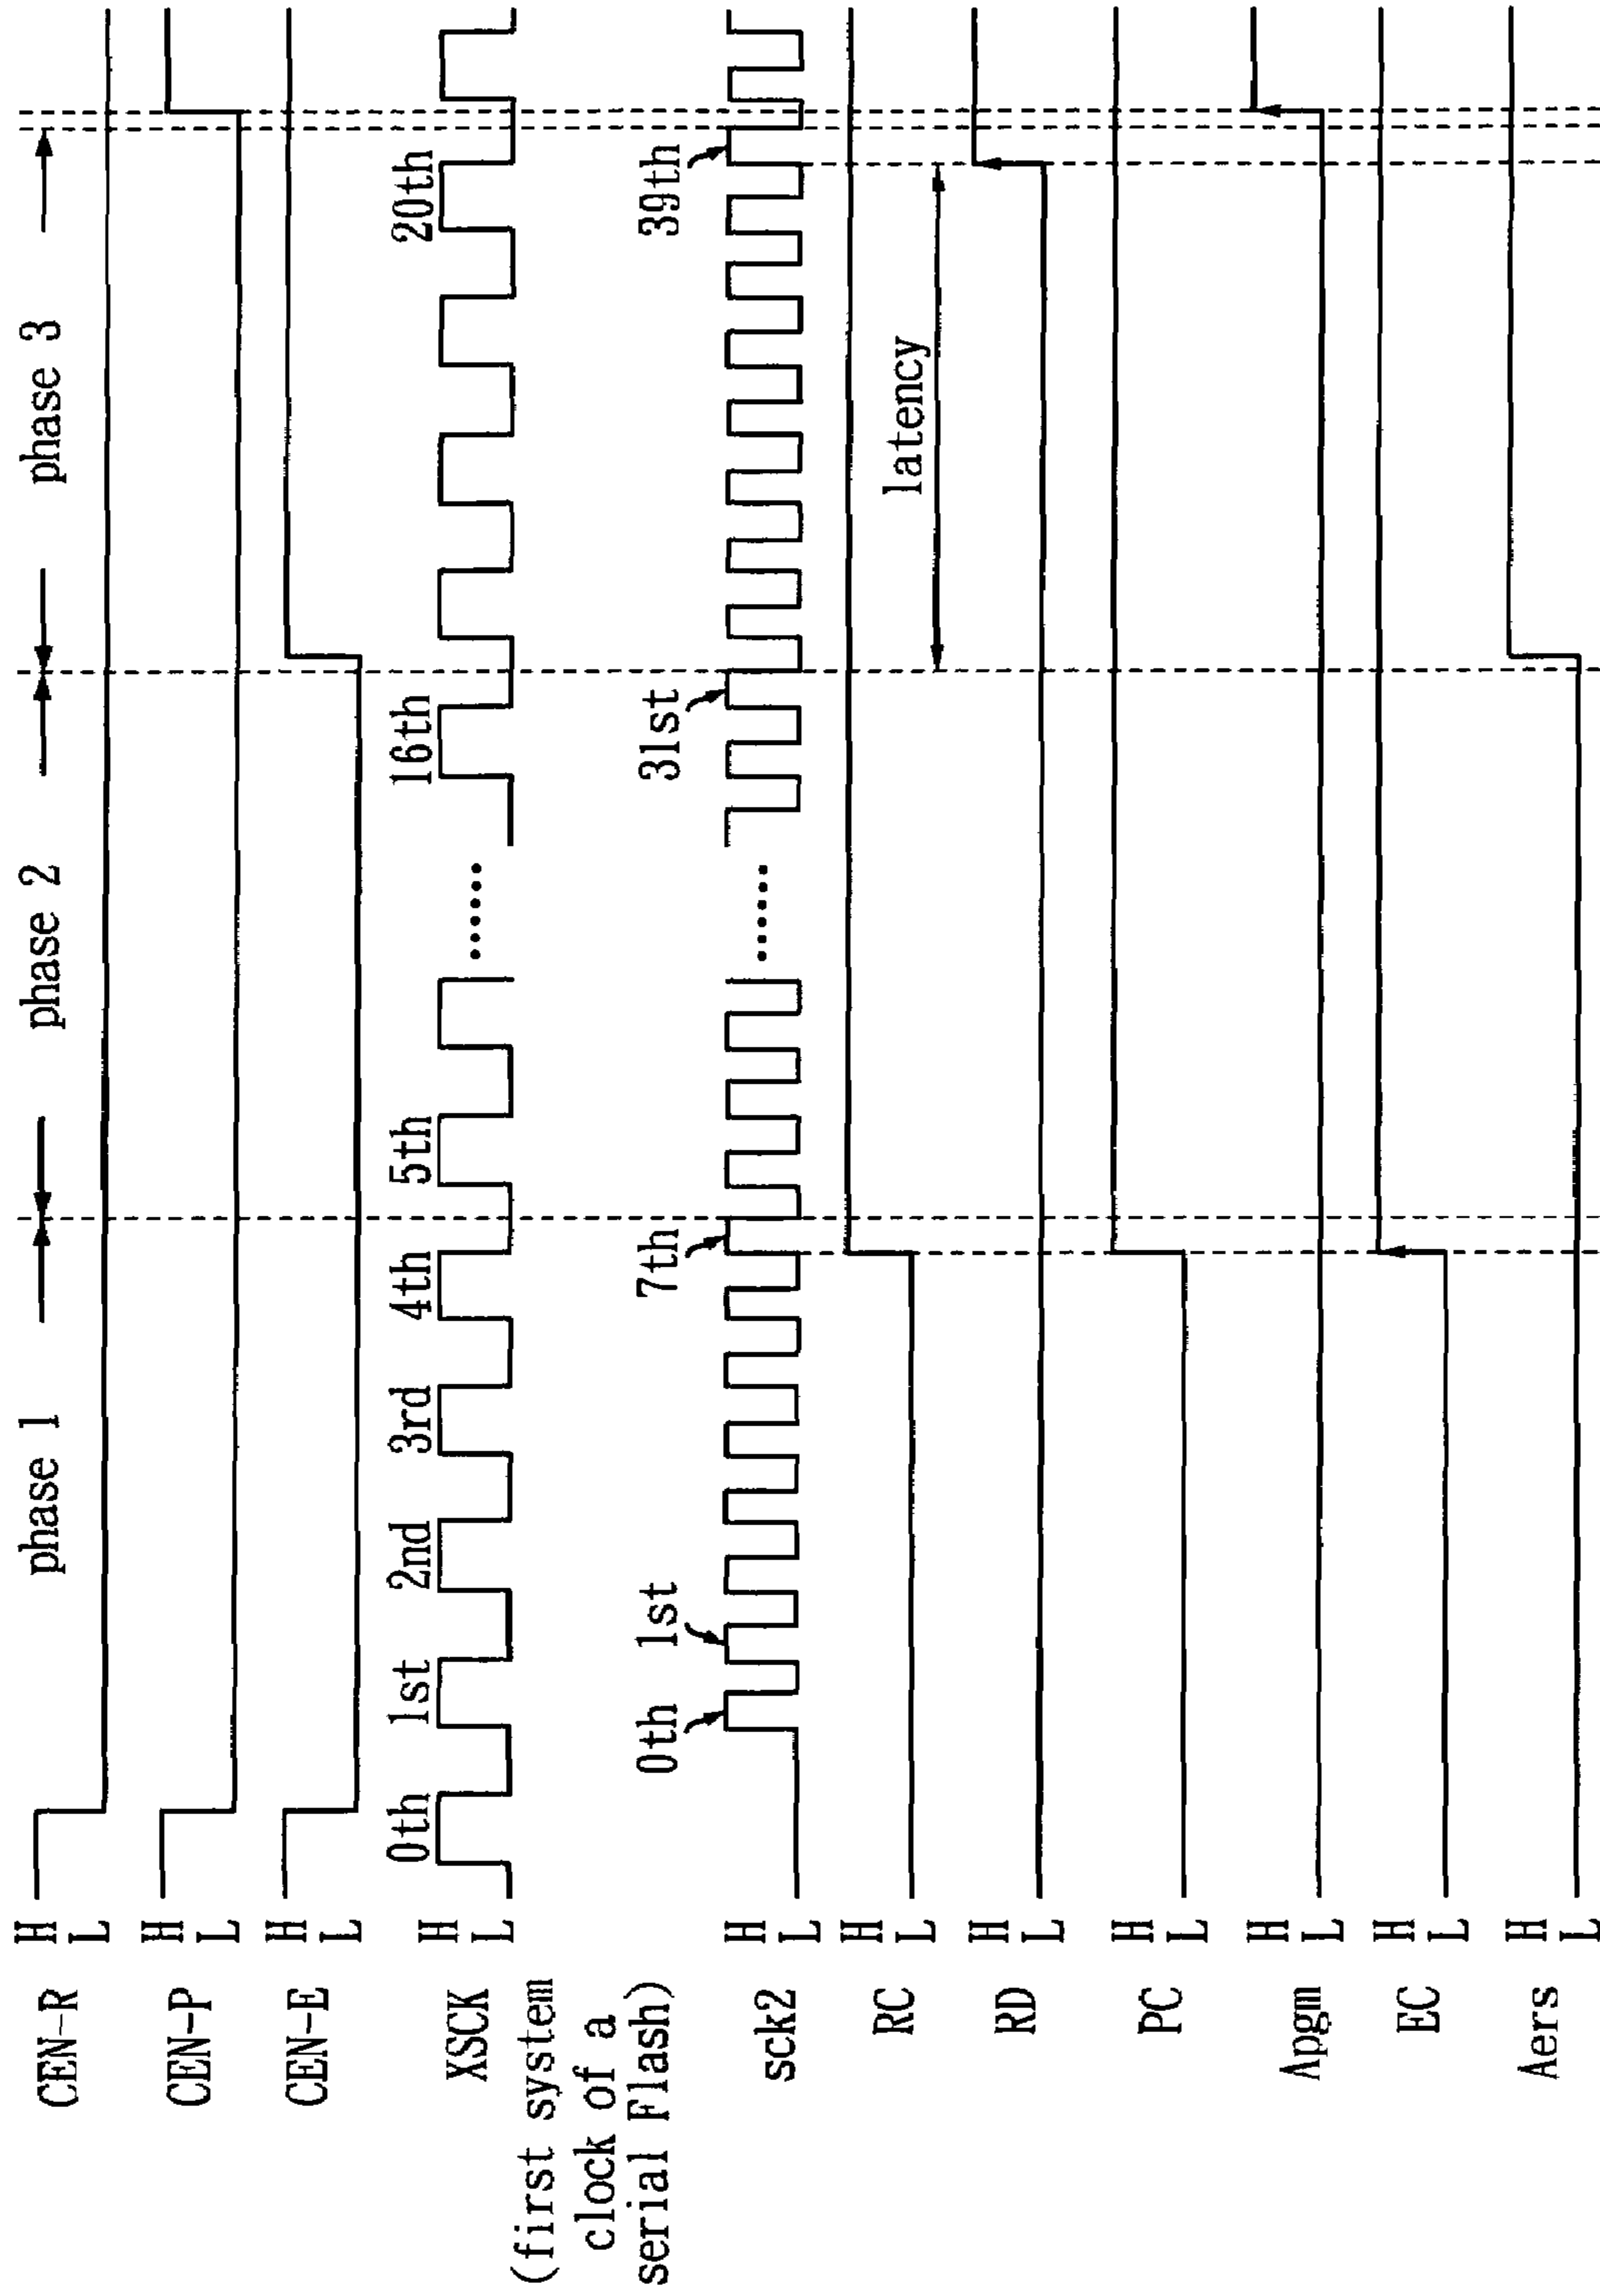 phase 1
phase 2
phase 3
CEN-R
H
L
CEN-P
H
L
CEN-E
H
L
XSCK
H
L
0th
1st
2nd
3rd
4th
5th
16th
20th
(first system
clock of a
serial Flash)
......
0th
1st
7th
31st
39th
sck2
H
L
......
RC
H
L
latency
RD
H
L
PC
H
L
Apgm
H
L
EC
H
L
Aers
H
L